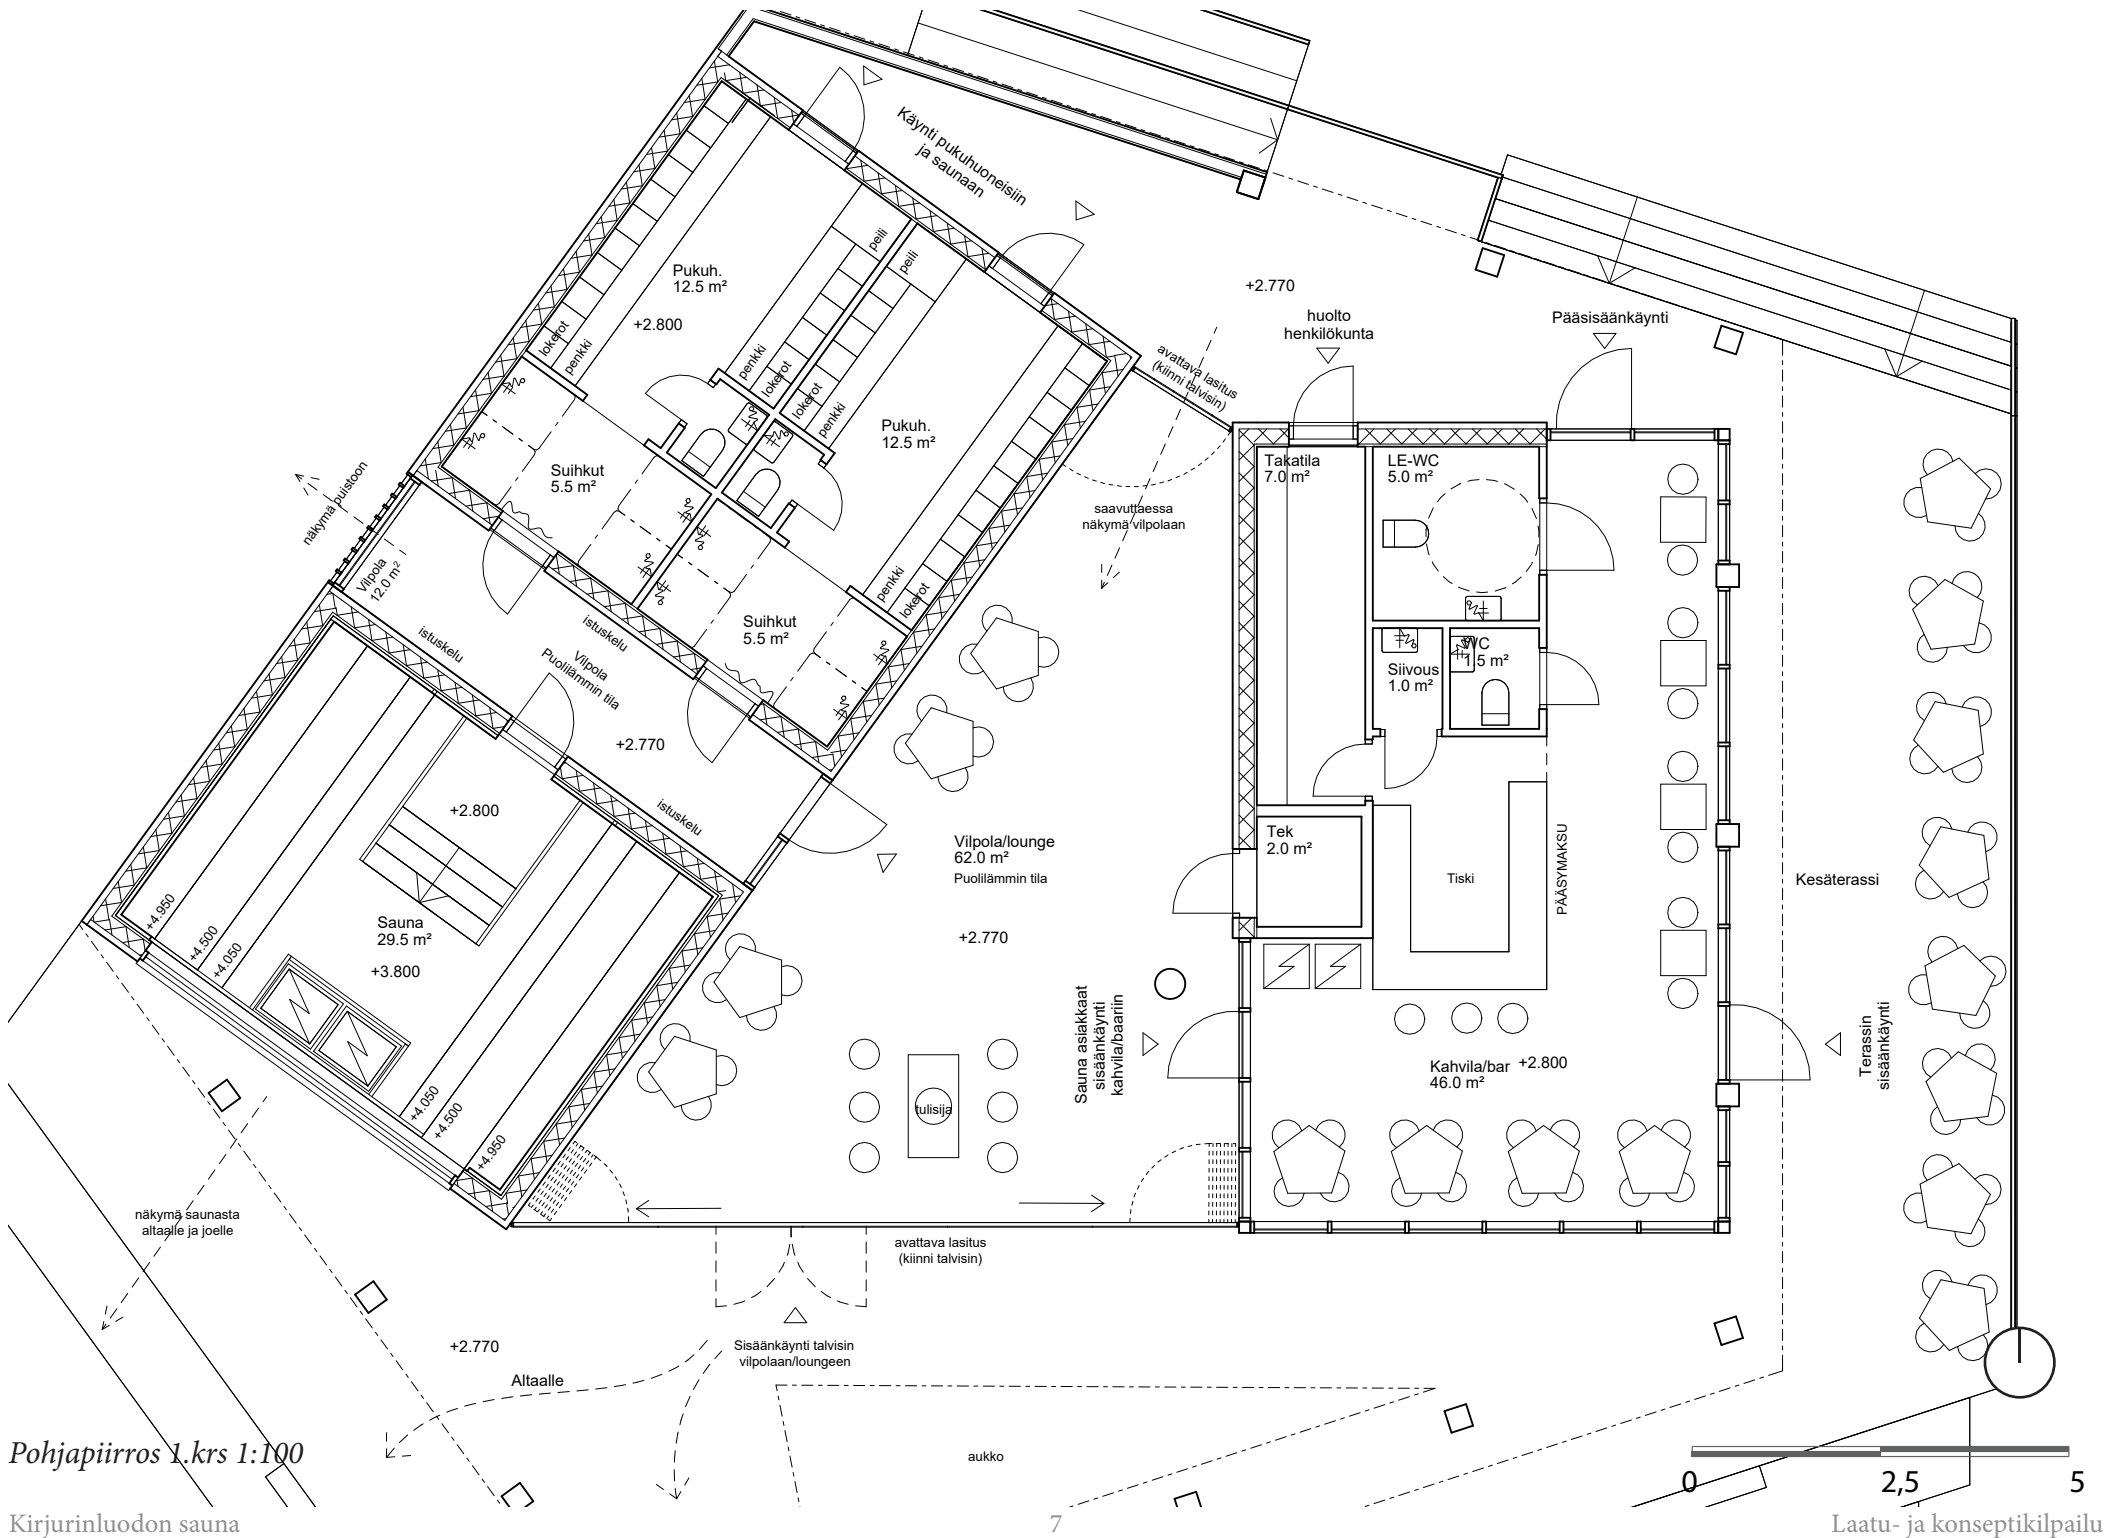 Käynti pukuhuoneisiin
ja saunaan
peili
peili
Pukuh.
12.5 m²
+2.800
lokerot
penkki
penkki
lokerot
lokerot
penkki
Pukuh.
12.5 m²
+2.770
huolto
henkilökunta
Pääsisäänkäynti
avattava lasitus
(kiinni talvisin)
Suihkut
5.5 m²
näkymä puistoon
Vilpola
12.0 m²
saavuttaessa
näkymä vilpolaan
Takatila
7.0 m²
LE-WC
5.0 m²
penkki
lokerot
Suihkut
5.5 m²
istuskelu
istuskelu
Vilpola
Puolilämmin tila
+2.770
WC
1.5 m²
Siivous
1.0 m²
+2.800
istuskelu
Vilpola/lounge
62.0 m²
Puolilämmin tila
+2.770
Tek
2.0 m²
Tiski
PÄÄSYMAKSU
Kesäterassi
+4.950
+4.500
+4.050
Sauna
29.5 m²
+3.800
+4.050
+4.500
+4.950
Sauna asiakkaat
sisäänkäynti
kahvila/baariin
tulisija
Kahvila/bar
46.0 m²
+2.800
Terassin
sisäänkäynti
näkymä saunasta
altaalle ja joelle
avattava lasitus
(kiinni talvisin)
+2.770
Sisäänkäynti talvisin
vilpolaan/loungeen
Altaalle
aukko
Pohjapiirros 1.krs 1:100
0
2,5
5
Kirjurinluodon sauna
7
Laatu- ja konseptikilpailu